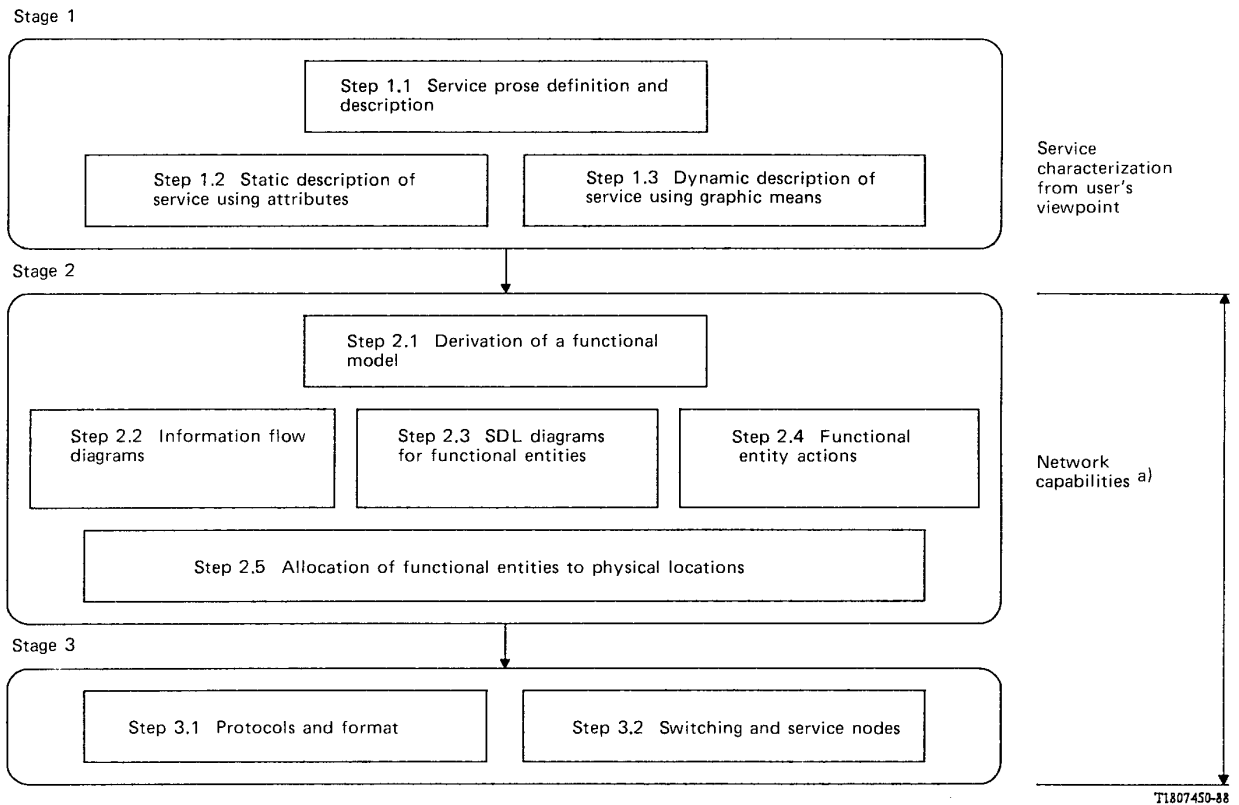 Stage 1
Step 1.1 Service prose definition and
description
Step 1.2 Static description of
service using attributes
Step 1.3 Dynamic description of
service using graphic means
Service
characterization
from user's
viewpoint
Stage 2
Step 2.1 Derivation of a functional
model
Step 2.2 Information flow
diagrams
Step 2.3 SDL diagrams
for functional entities
Step 2.4 Functional
entity actions
Network
capabilities a)
Step 2.5 Allocation of functional entities to physical locations
Stage 3
Step 3.1 Protocols and format
Step 3.2 Switching and service nodes
T1807450-88